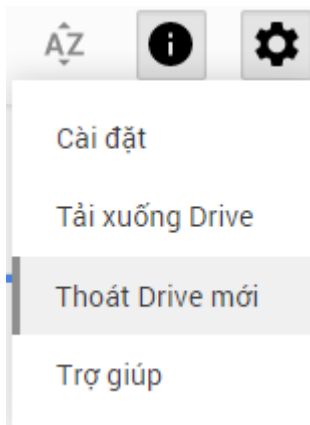 AZ
Cài đặt
Tải xuống Drive
Thoát Drive mới
Trợ giúp